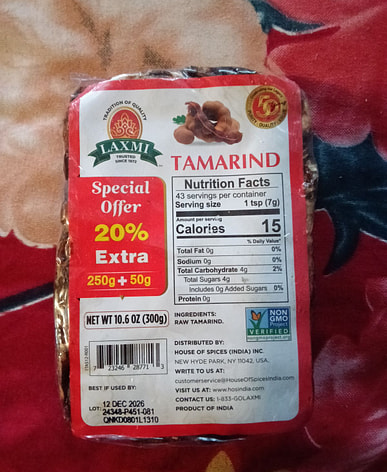 TRADITION OF QUALITY
LAXMI
TRUSTED
SINCE 1972
TAMARIND
Special
Offer
20%
Extra
250g + 50g
Nutrition Facts
43 servings per container
Serving size 1 tsp (7g)
Amount per serving
Calories 15
% Daily Value*
Total Fat 0g 0%
Sodium 0g 0%
Total Carbohydrate 4g 2%
Total Sugars 4g
Includes 0g Added Sugars 0%
Protein 0g
NET WT 10.6 OZ (300g)
INGREDIENTS:
RAW TAMARIND.
NON
GMO
Project
VERIFIED
nongmoproject.org
DISTRIBUTED BY:
HOUSE OF SPICES (INDIA) INC.
NEW HYDE PARK, NY 11042, USA.
WRITE TO US AT:
customerservice@HouseOfSpicesIndia.com
VISIT US AT: www.hosindia.com
CONTACT US: 1-833-GOLAXMI
PRODUCT OF INDIA
7 23246 28771 3
BEST IF USED BY:
12 DEC 2026
LOT: 24348-P451-081
QNKD0801L1310